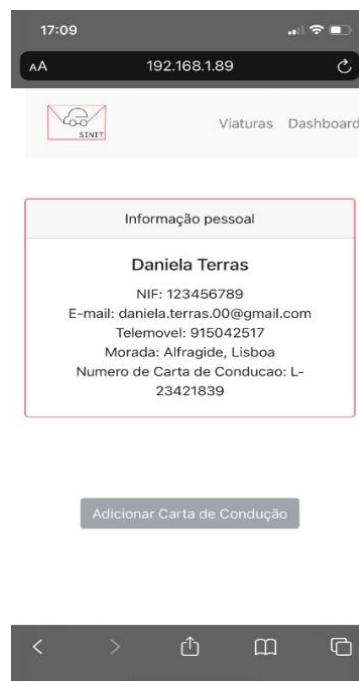 17:09
AA 192.168.1.89
SINIT Viaturas Dashboard
Informação pessoal
Daniela Terras
NIF: 123456789
E-mail: daniela.terras.00@gmail.com
Telemovel: 915042517
Morada: Alfragide, Lisboa
Numero de Carta de Conducao: L-
23421839
Adicionar Carta de Condução